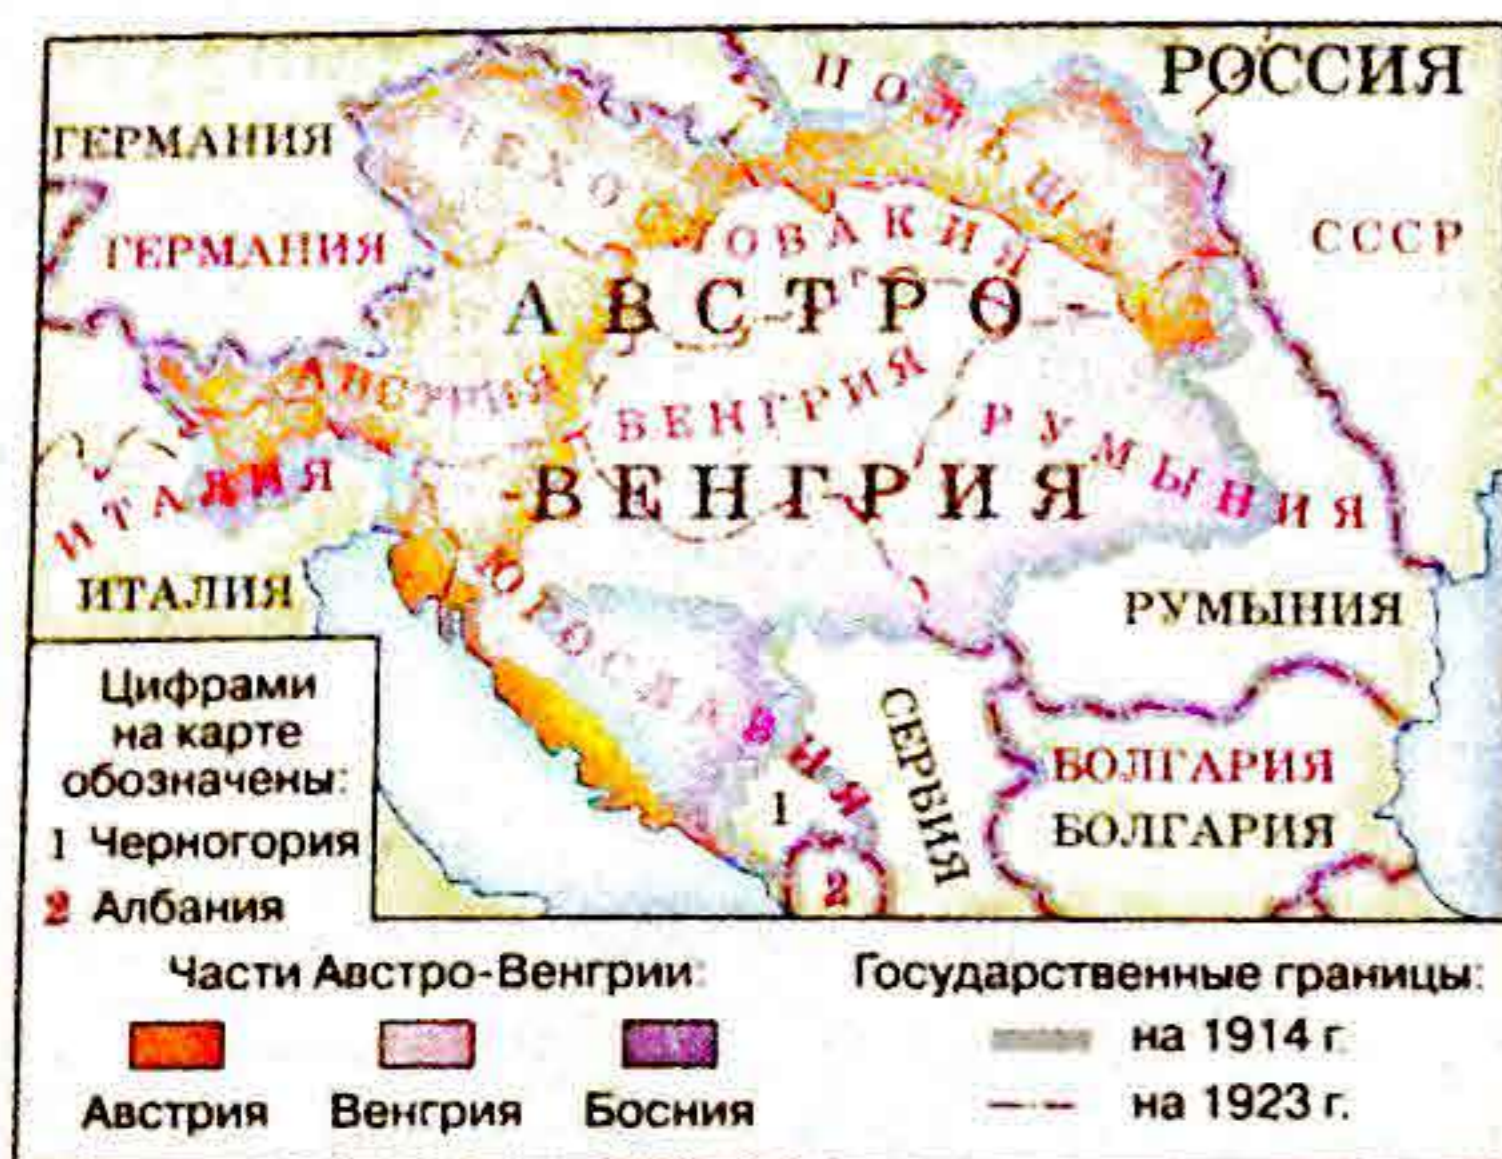 РОССИЯ
ПОЛЬША
ГЕРМАНИЯ
ЧЕХОСЛОВАКИЯ
ГЕРМАНИЯ
СССР
АВСТРО-
АВСТРИЯ
ВЕНГРИЯ
РУМЫНИЯ
ИТАЛИЯ
ВЕНГРИЯ
ИТАЛИЯ
ЮГОСЛАВИЯ
РУМЫНИЯ
СЕРБИЯ
БОЛГАРИЯ
БОЛГАРИЯ
1
2
Цифрами
на карте
обозначены:
1 Черногория
2 Албания
Части Австро-Венгрии:
Австрия
Венгрия
Босния
Государственные границы:
на 1914 г.
на 1923 г.